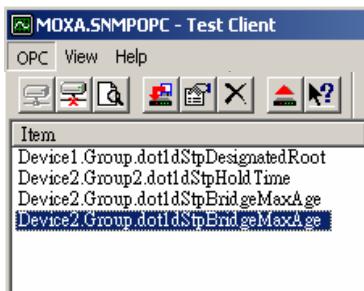 MOXA.SNMPOPC - Test Client
OPC View Help
Item
Device1.Group.dot1dStpDesignatedRoot
Device2.Group2.dot1dStpHoldTime
Device2.Group.dot1dStpBridgeMaxAge
Device2.Group.dot1dStpBridgeMaxAge